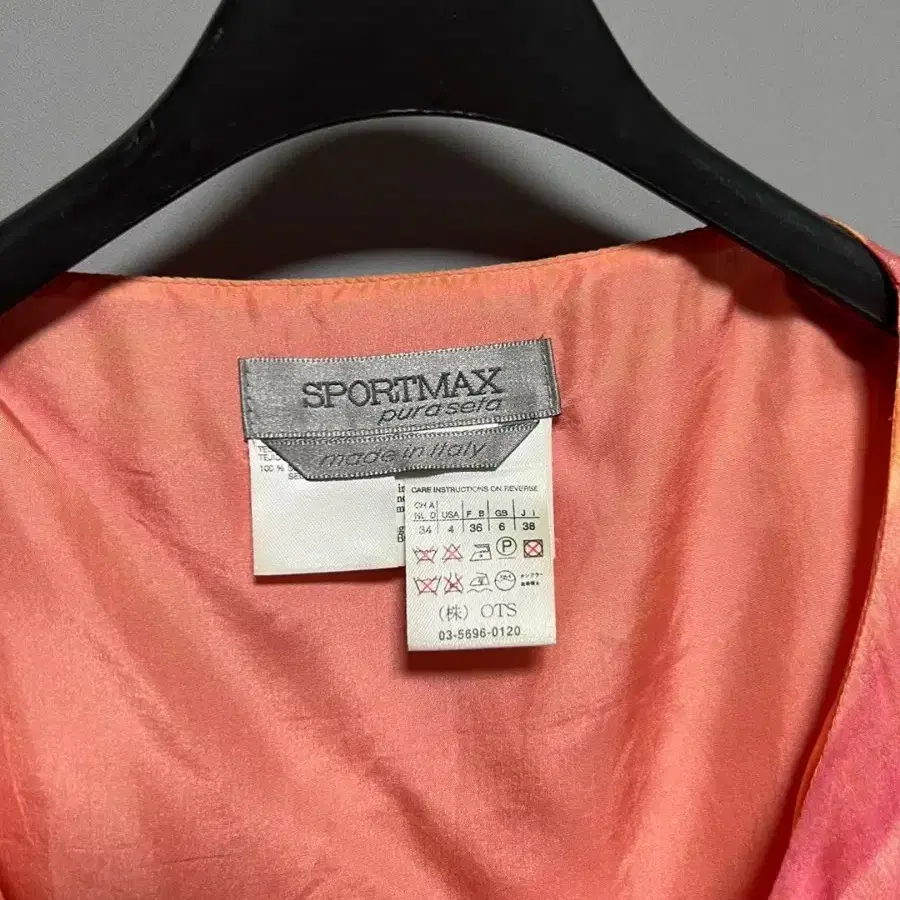 SPORTMAX
pura seta
made in Italy
100 %
CARE INSTRUCTIONS ON REVERSE
CH A
NL D USA F B GB J I
34 4 36 6 38
P
(株) OTS
03-5696-0120